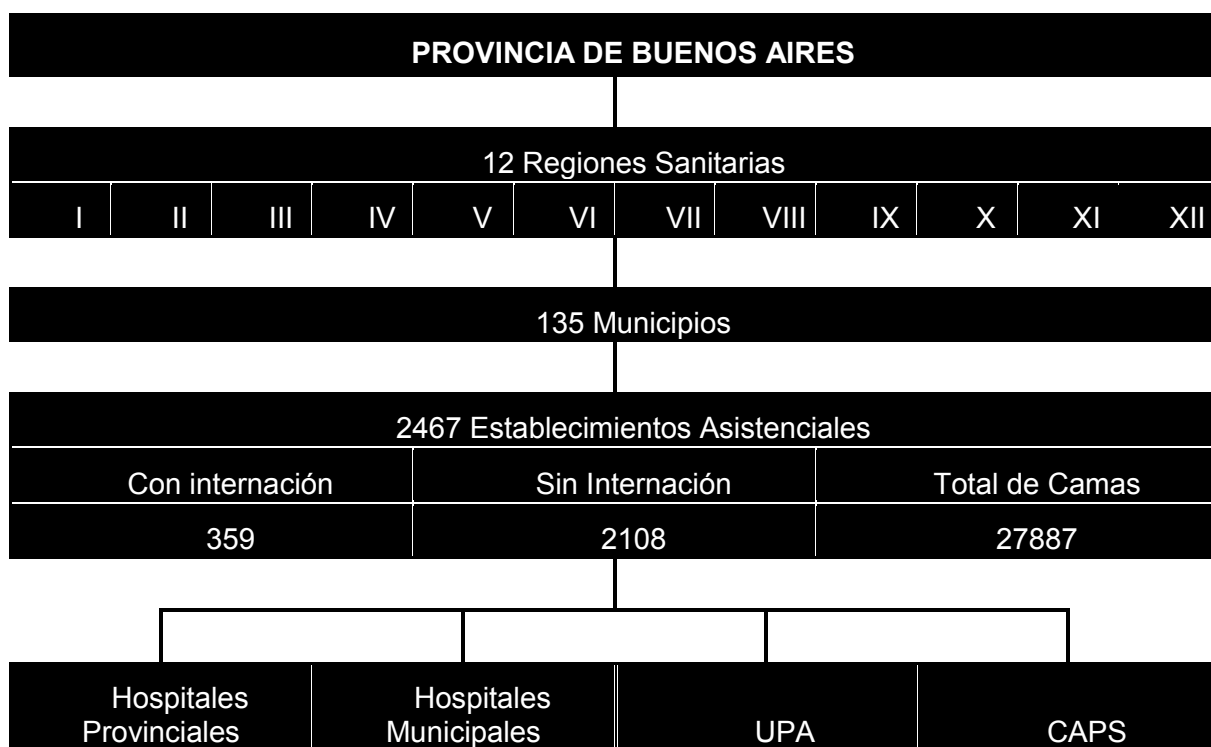 PROVINCIA DE BUENOS AIRES
12 Regiones Sanitarias
I II III IV V VI VII VIII IX X XI XII
135 Municipios
2467 Establecimientos Asistenciales
Con internación Sin Internación Total de Camas
359 2108 27887
Hospitales Provinciales Hospitales Municipales UPA CAPS